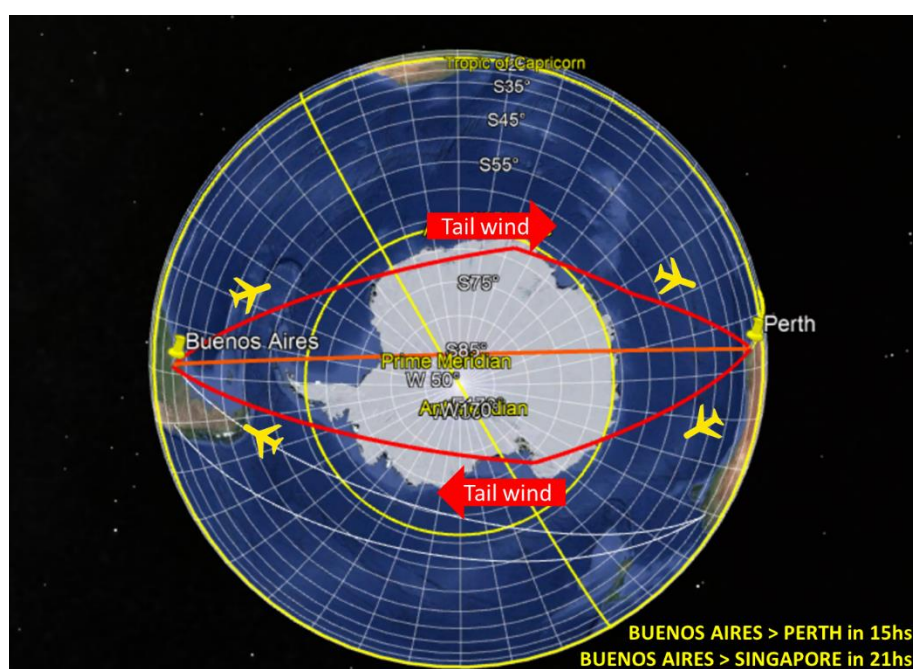 Tropic of Capricorn
S35°
S45°
S55°
Tail wind
S75°
Perth
Buenos Aires
S85°
Prime Meridian
W 50°
Tail wind
BUENOS AIRES > PERTH in 15hs
BUENOS AIRES > SINGAPORE in 21hs